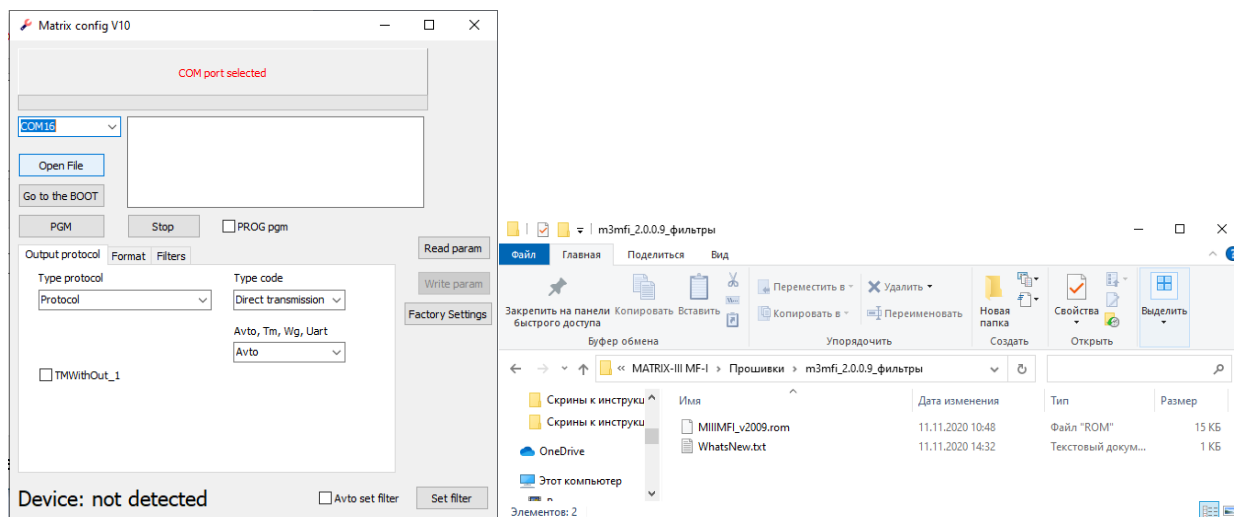 Matrix config V10
COM port selected
COM16
Open File
Go to the BOOT
PGM
Stop
PROG pgm
Output protocol
Format
Filters
Read param
Type protocol
Type code
Write param
Protocol
Direct transmission
Factory Settings
Avto, Tm, Wg, Uart
Avto
TMWithOut_1
Device: not detected
Avto set filter
Set filter
m3mfi_2.0.0.9_фильтры
Файл
Главная
Поделиться
Вид
Закрепить на панели
быстрого доступа
Копировать
Вставить
Переместить в
Удалить
Копировать в
Переименовать
Новая
папка
Свойства
Выделить
Буфер обмена
Упорядочить
Создать
Открыть
« MATRIX-III MF-I › Прошивки › m3mfi_2.0.0.9_фильтры
Скрины к инструкц
Скрины к инструкц
OneDrive
Этот компьютер
Имя
Дата изменения
Тип
Размер
MIIIMFI_v2009.rom
11.11.2020 10:48
Файл "ROM"
15 КБ
WhatsNew.txt
11.11.2020 14:32
Текстовый докум...
1 КБ
Элементов: 2